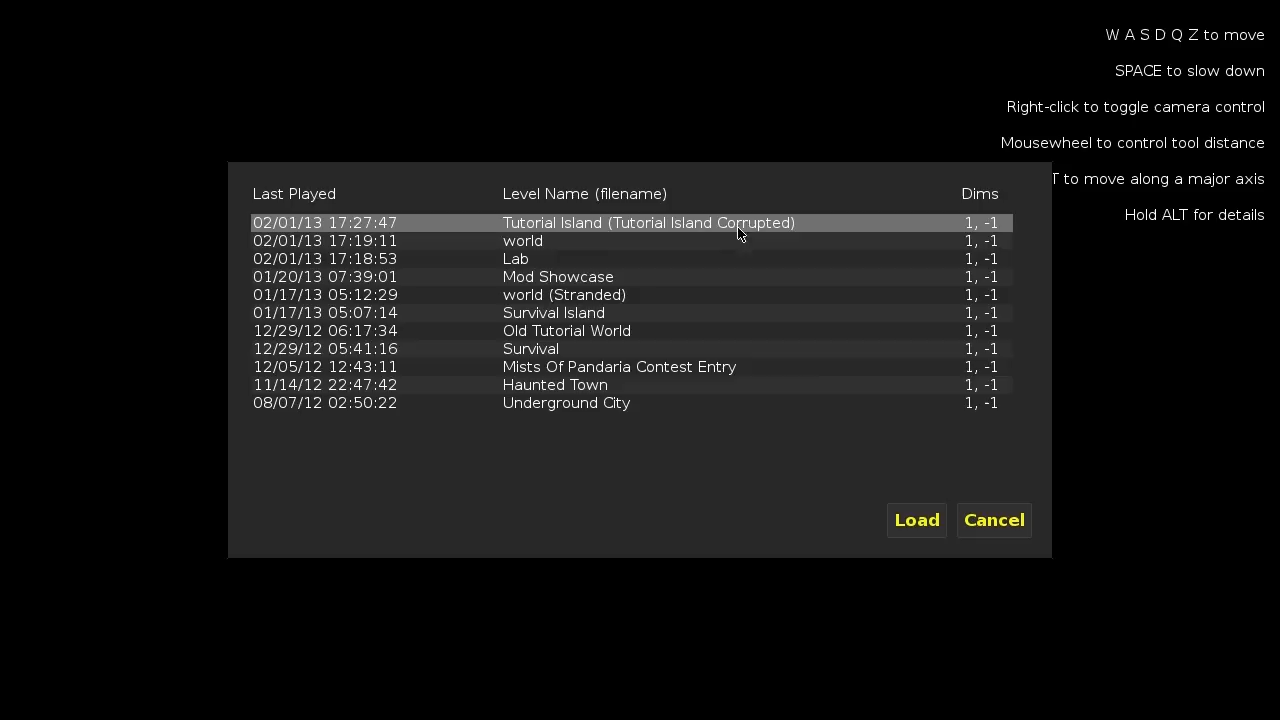 W A S D Q Z to move
SPACE to slow down
Right-click to toggle camera control
Mousewheel to control tool distance
T to move along a major axis
Hold ALT for details
Last Played Level Name (filename) Dims
02/01/13 17:27:47 Tutorial Island (Tutorial Island Corrupted) 1, -1
02/01/13 17:19:11 world 1, -1
02/01/13 17:18:53 Lab 1, -1
01/20/13 07:39:01 Mod Showcase 1, -1
01/17/13 05:12:29 world (Stranded) 1, -1
01/17/13 05:07:14 Survival Island 1, -1
12/29/12 06:17:34 Old Tutorial World 1, -1
12/29/12 05:41:16 Survival 1, -1
12/05/12 12:43:11 Mists Of Pandaria Contest Entry 1, -1
11/14/12 22:47:42 Haunted Town 1, -1
08/07/12 02:50:22 Underground City 1, -1
Load Cancel